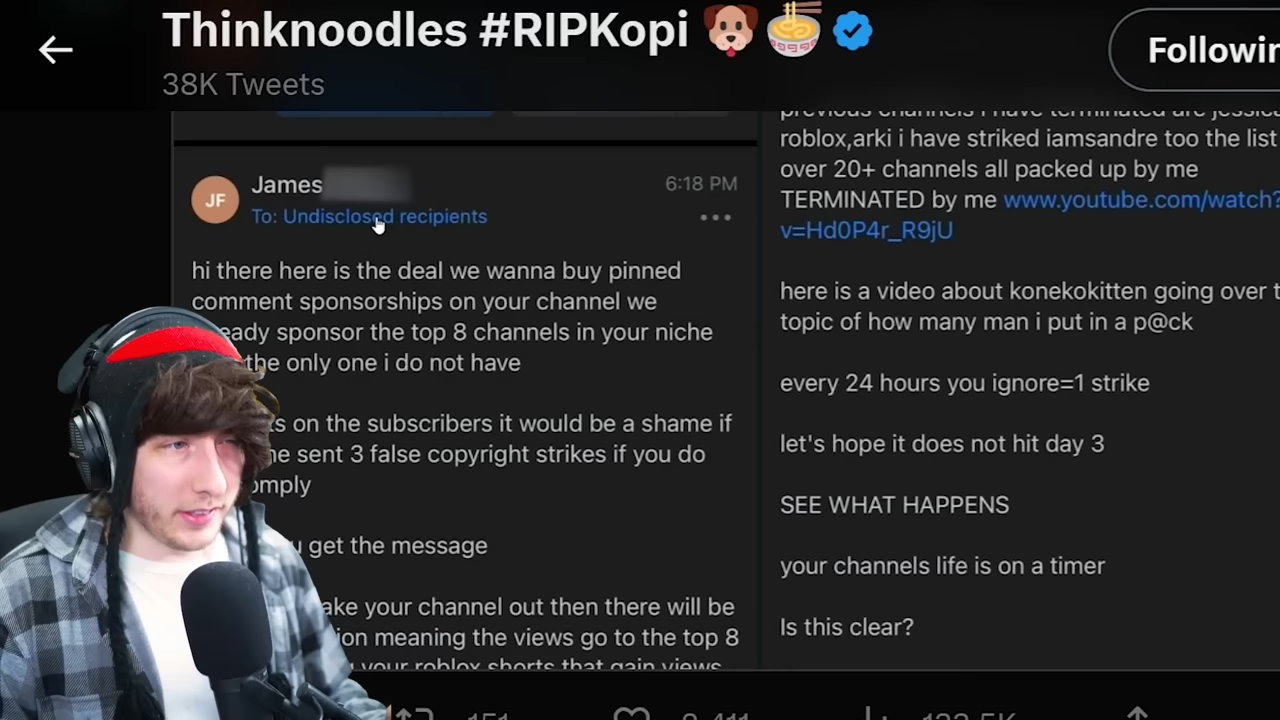 Thinknoodles #RIPKopi
38K Tweets
Followin
JF
James
6:18 PM
To: Undisclosed recipients
hi there here is the deal we wanna buy pinned
comment sponsorships on your channel we
eady sponsor the top 8 channels in your niche
the only one i do not have
ts on the subscribers it would be a shame if
ne sent 3 false copyright strikes if you do
omply
u get the message
ake your channel out then there will be
ion meaning the views go to the top 8
your roblox shorts that gain views
previous channels i have terminated are jessica
roblox,arki i have striked iamsandre too the list
over 20+ channels all packed up by me
TERMINATED by me www.youtube.com/watch?
v=Hd0P4r_R9jU
here is a video about konekokitten going over t
topic of how many man i put in a p@ck
every 24 hours you ignore=1 strike
let's hope it does not hit day 3
SEE WHAT HAPPENS
your channels life is on a timer
Is this clear?